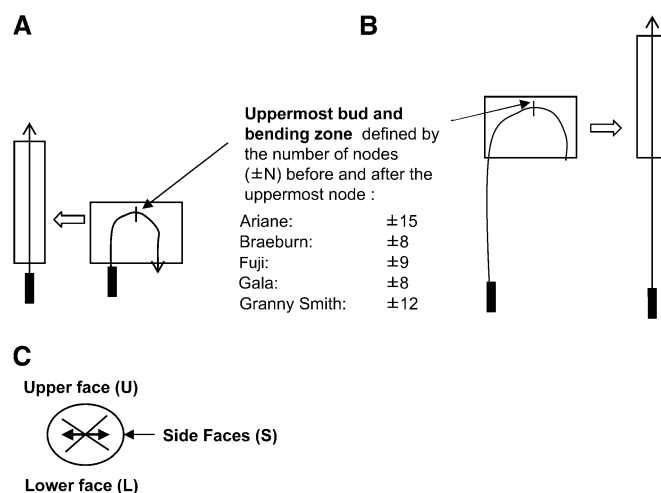 A
B
Uppermost bud and
bending zone defined by
the number of nodes
(±N) before and after the
uppermost node :
Ariane: ±15
Braeburn: ±8
Fuji: ±9
Gala: ±8
Granny Smith: ±12
C
Upper face (U)
Side Faces (S)
Lower face (L)